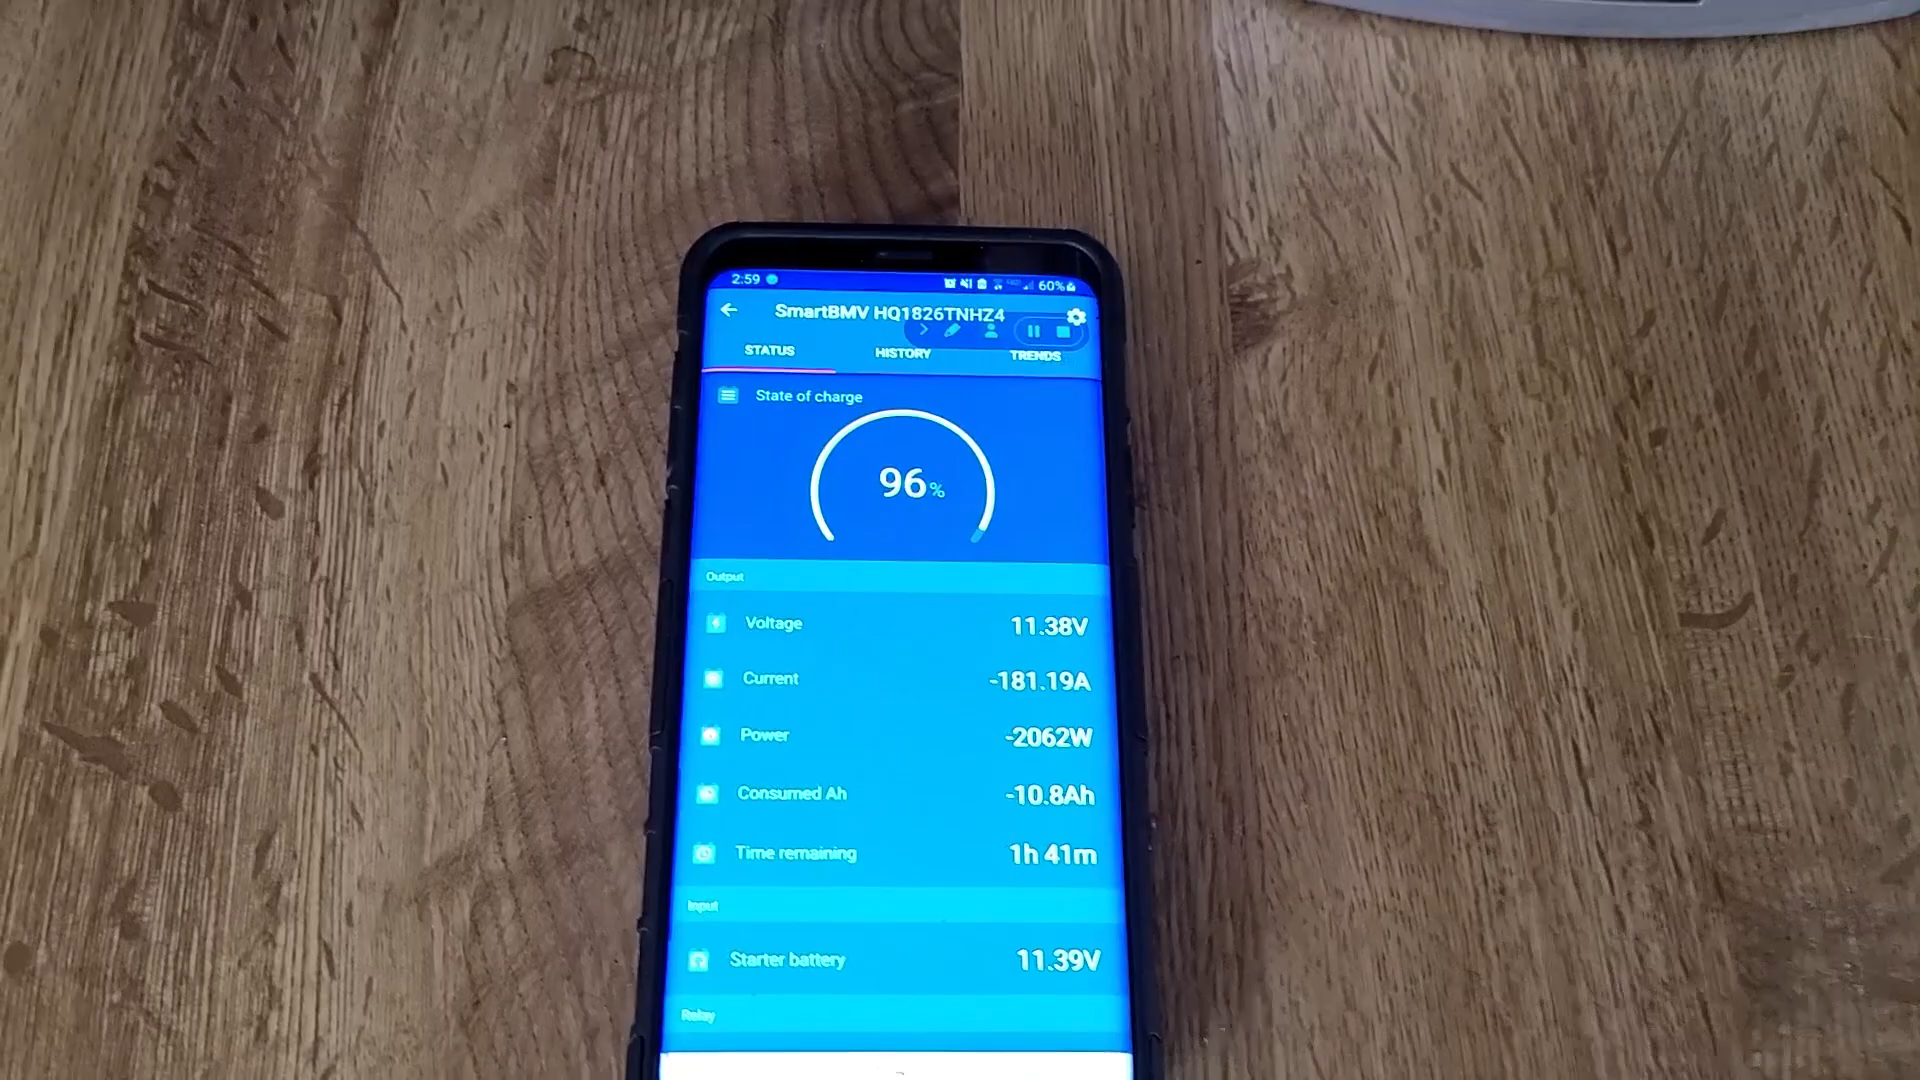 2:59 60%
SmartBMV HQ1826TNHZ4
STATUS HISTORY TRENDS
State of charge
96%
Output
Voltage 11.38V
Current -181.19A
Power -2062W
Consumed Ah -10.8Ah
Time remaining 1h 41m
Input
Starter battery 11.39V
Relay